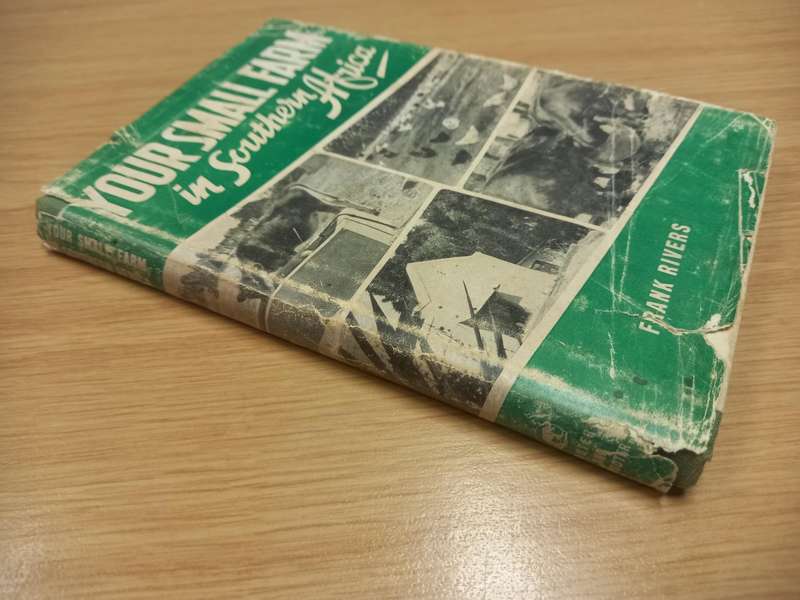 YOUR SMALL FARM
in Southern Africa
FRANK RIVERS
YOUR SMALL FARM